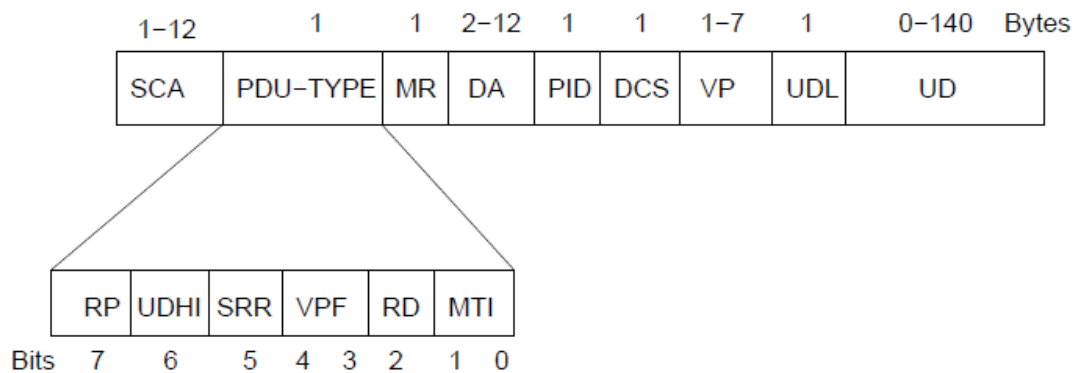 1−12 1 1 2−12 1 1 1−7 1 0−140 Bytes
SCA PDU−TYPE MR DA PID DCS VP UDL UD
RP UDHI SRR VPF RD MTI
Bits 7 6 5 4 3 2 1 0